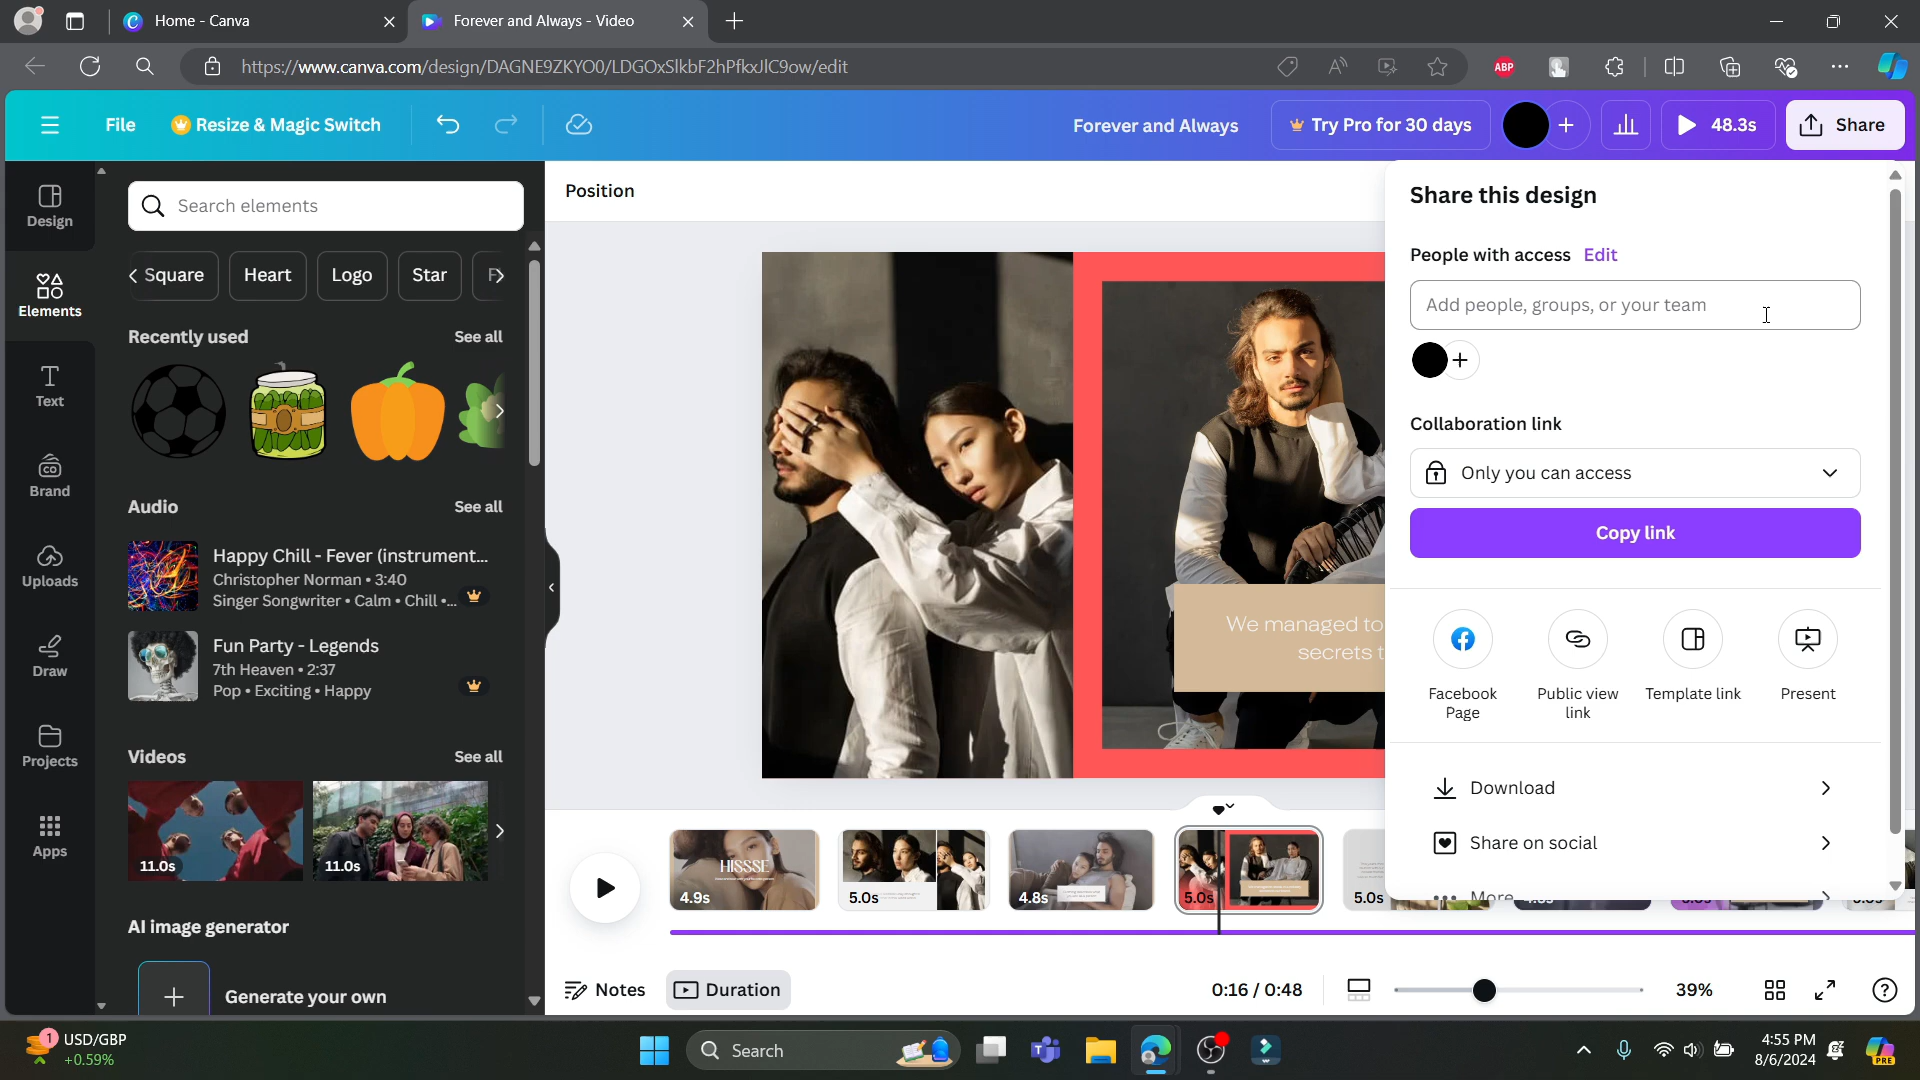 Home - Canva
Forever and Always - Video
https://www.canva.com/design/DAGNE9ZKYO0/LDGOxSlkbF2hPfkxJlC9ow/edit
ABP
File
Resize & Magic Switch
Forever and Always
Try Pro for 30 days
48.3s
Share
Design
Elements
Text
Brand
Uploads
Draw
Projects
Apps
Search elements
Square
Heart
Logo
Star
Recently used
See all
Audio
See all
Happy Chill - Fever (instrument...
Christopher Norman • 3:40
Singer Songwriter • Calm • Chill •...
Fun Party - Legends
7th Heaven • 2:37
Pop • Exciting • Happy
Videos
See all
11.0s
11.0s
AI image generator
Generate your own
Position
We managed to
secrets t
Share this design
People with access Edit
Add people, groups, or your team
Collaboration link
Only you can access
Copy link
Facebook
Page
Public view
link
Template link
Present
Download
Share on social
More
HISSSE
4.9s
5.0s
4.8s
5.0s
5.0s
Notes
Duration
0:16 / 0:48
39%
1
USD/GBP
+0.59%
Search
4:55 PM
8/6/2024
PRE